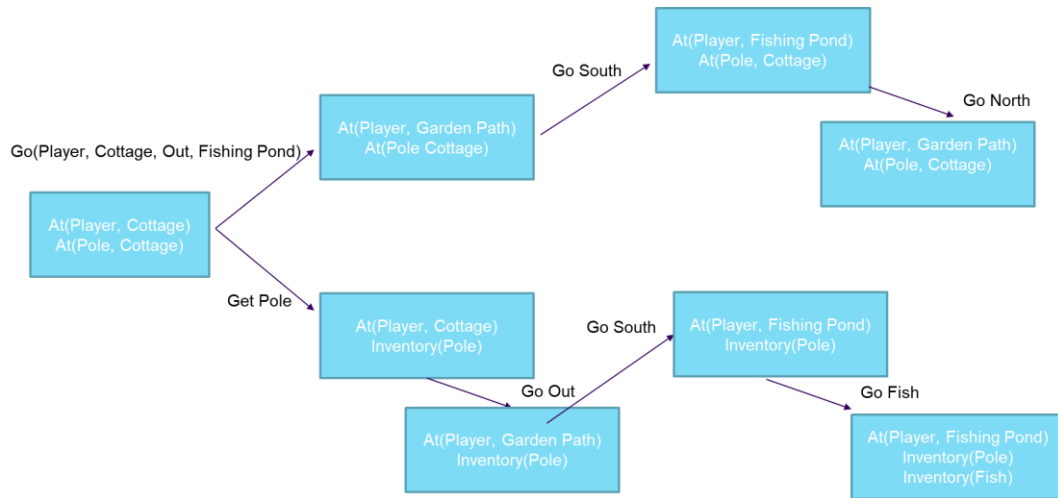 At(Player, Fishing Pond)
At(Pole, Cottage)
Go South
Go North
At(Player, Garden Path)
At(Pole Cottage)
At(Player, Garden Path)
At(Pole, Cottage)
Go(Player, Cottage, Out, Fishing Pond)
At(Player, Cottage)
At(Pole, Cottage)
Get Pole
At(Player, Cottage)
Inventory(Pole)
Go South
At(Player, Fishing Pond)
Inventory(Pole)
Go Out
Go Fish
At(Player, Garden Path)
Inventory(Pole)
At(Player, Fishing Pond)
Inventory(Pole)
Inventory(Fish)